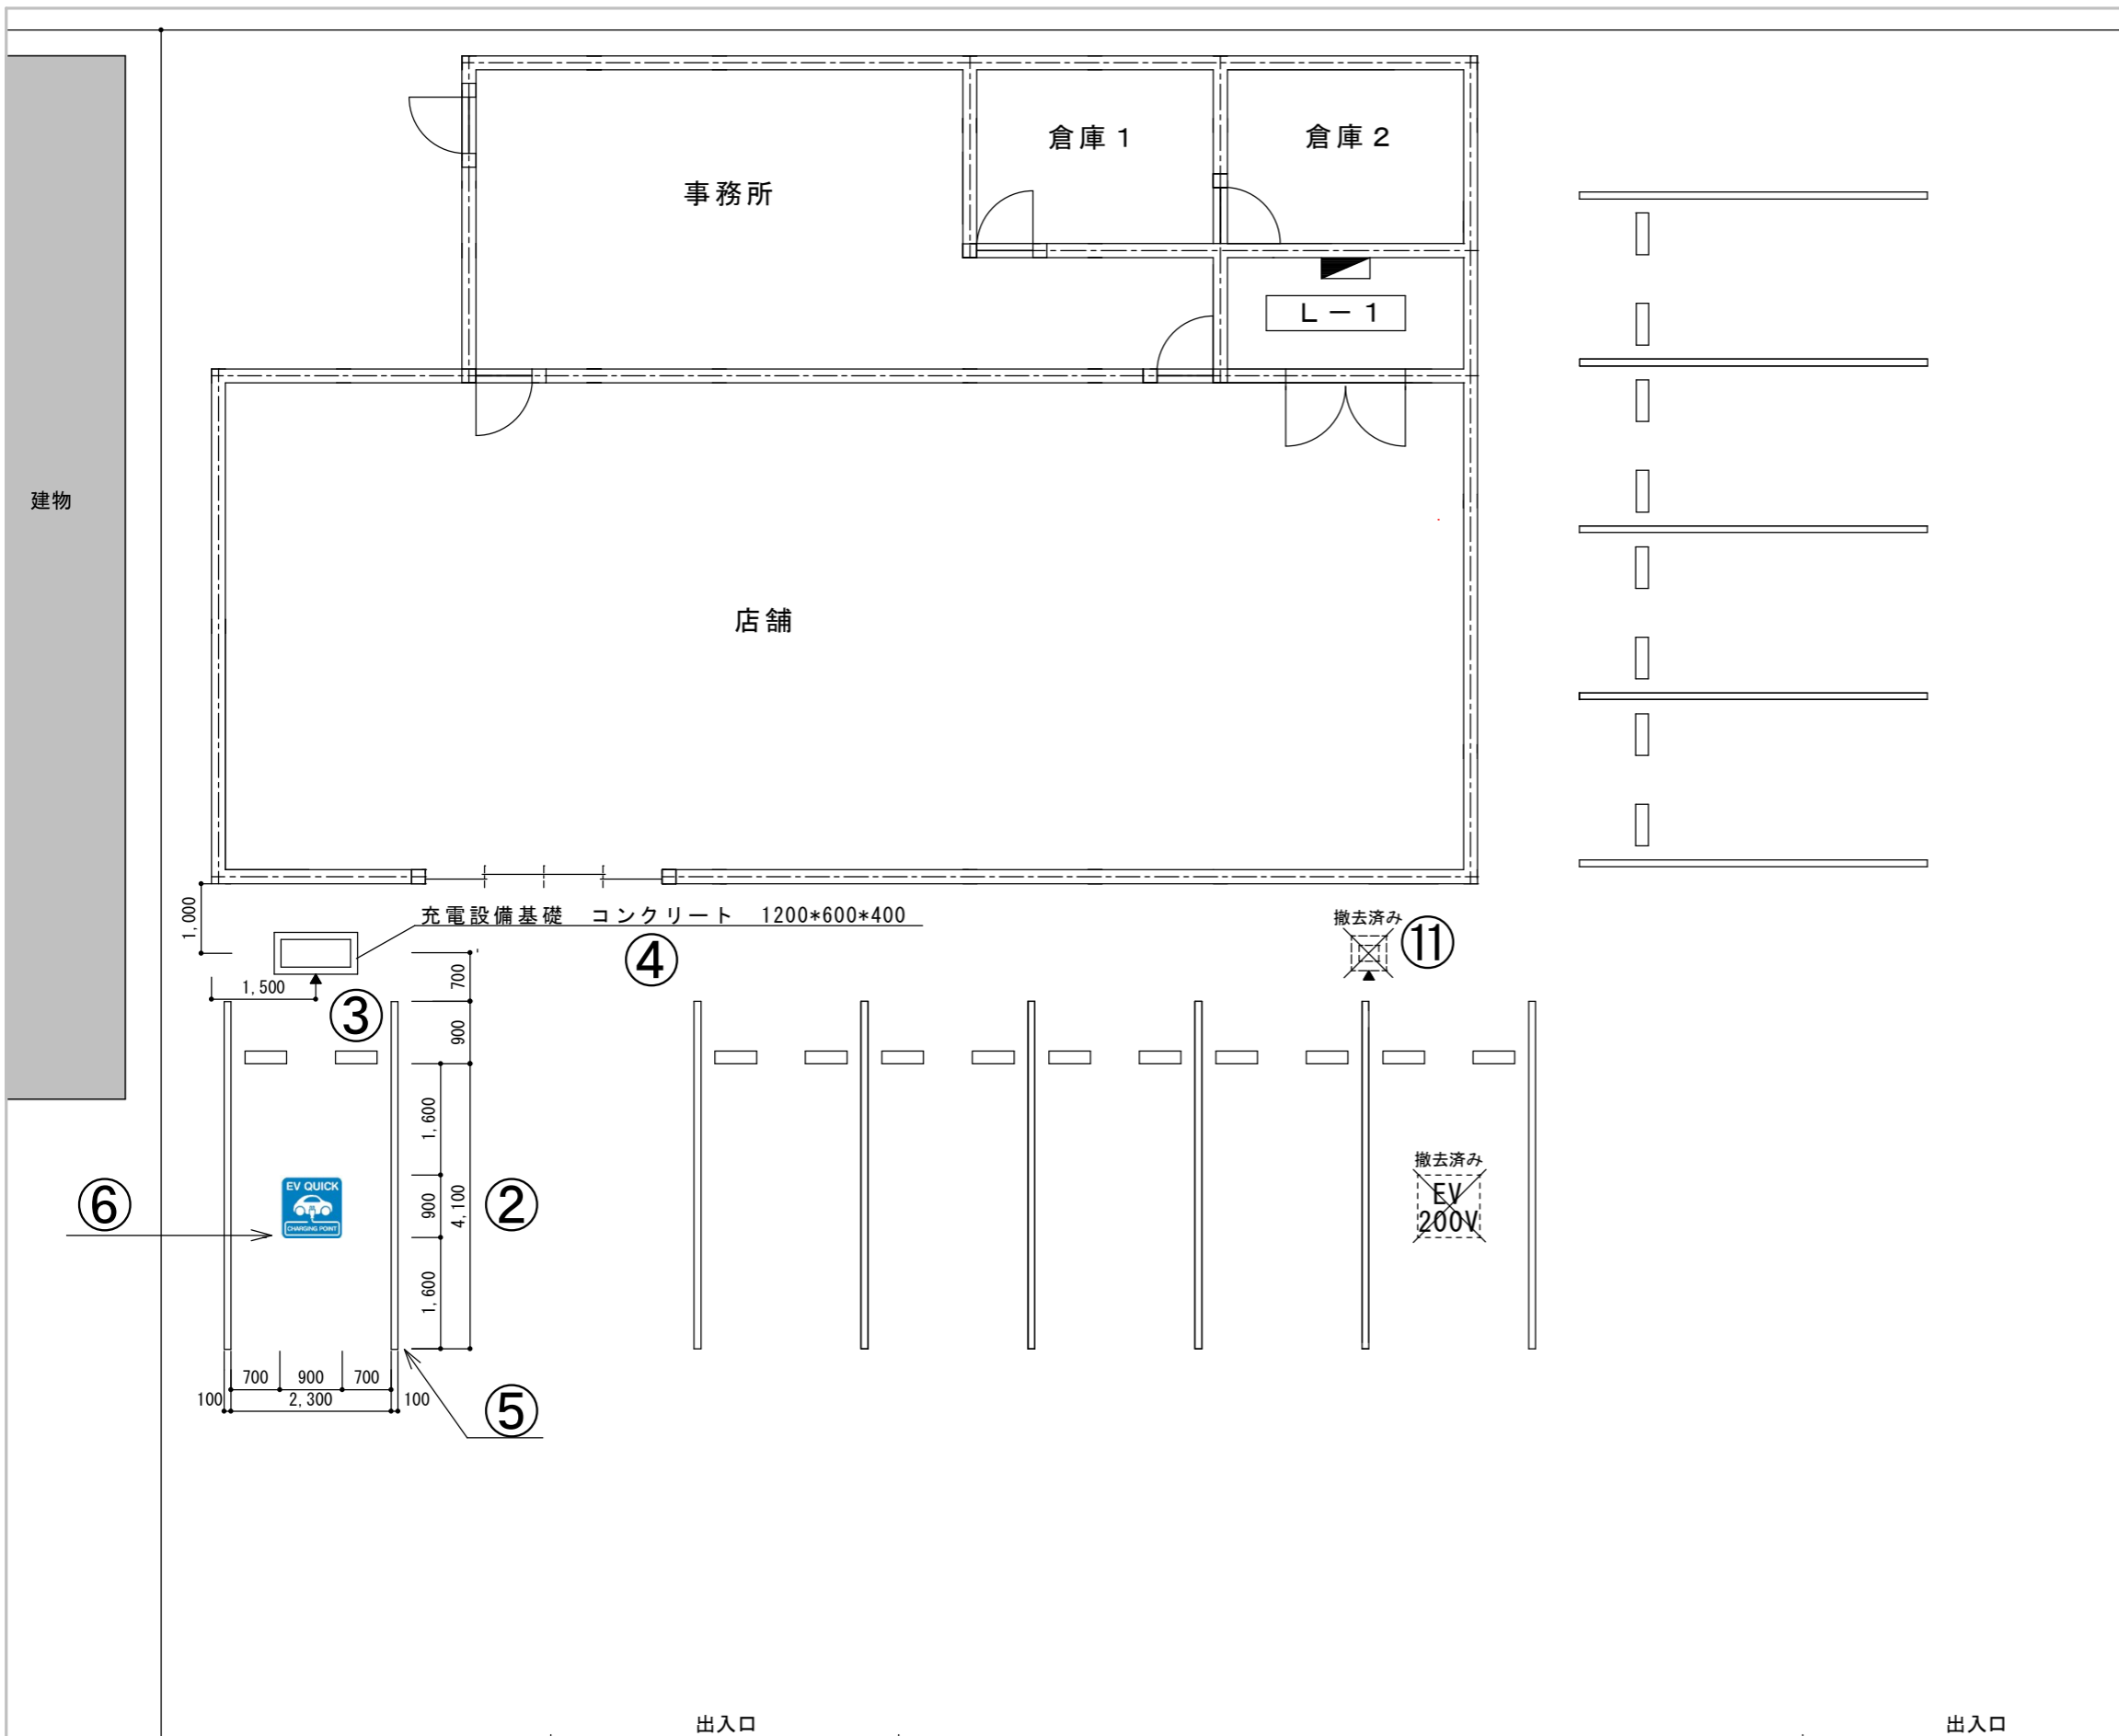 倉庫１
倉庫２
事務所
Ｌ－１
建物
店舗
1,000
充電設備基礎　コンクリート　1200*600*400
④
撤去済み
⑪
1,500
③
700
900
1,600
900
1,600
4,100
②
⑥
EV QUICK
CHARGING POINT
撤去済み
EV
200V
700 900 700
100 2,300 100
⑤
出入口
出入口